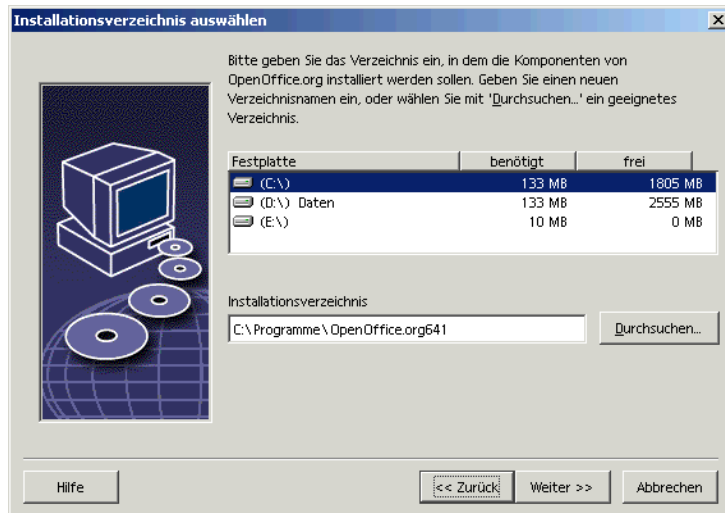 Installationsverzeichnis auswählen
Bitte geben Sie das Verzeichnis ein, in dem die Komponenten von
OpenOffice.org installiert werden sollen. Geben Sie einen neuen
Verzeichnisnamen ein, oder wählen Sie mit 'Durchsuchen...' ein geeignetes
Verzeichnis.
Festplatte benötigt frei
(C:\) 133 MB 1805 MB
(D:\) Daten 133 MB 2555 MB
(E:\) 10 MB 0 MB
Installationsverzeichnis
C:\Programme\OpenOffice.org641 Durchsuchen...
Hilfe << Zurück Weiter >> Abbrechen